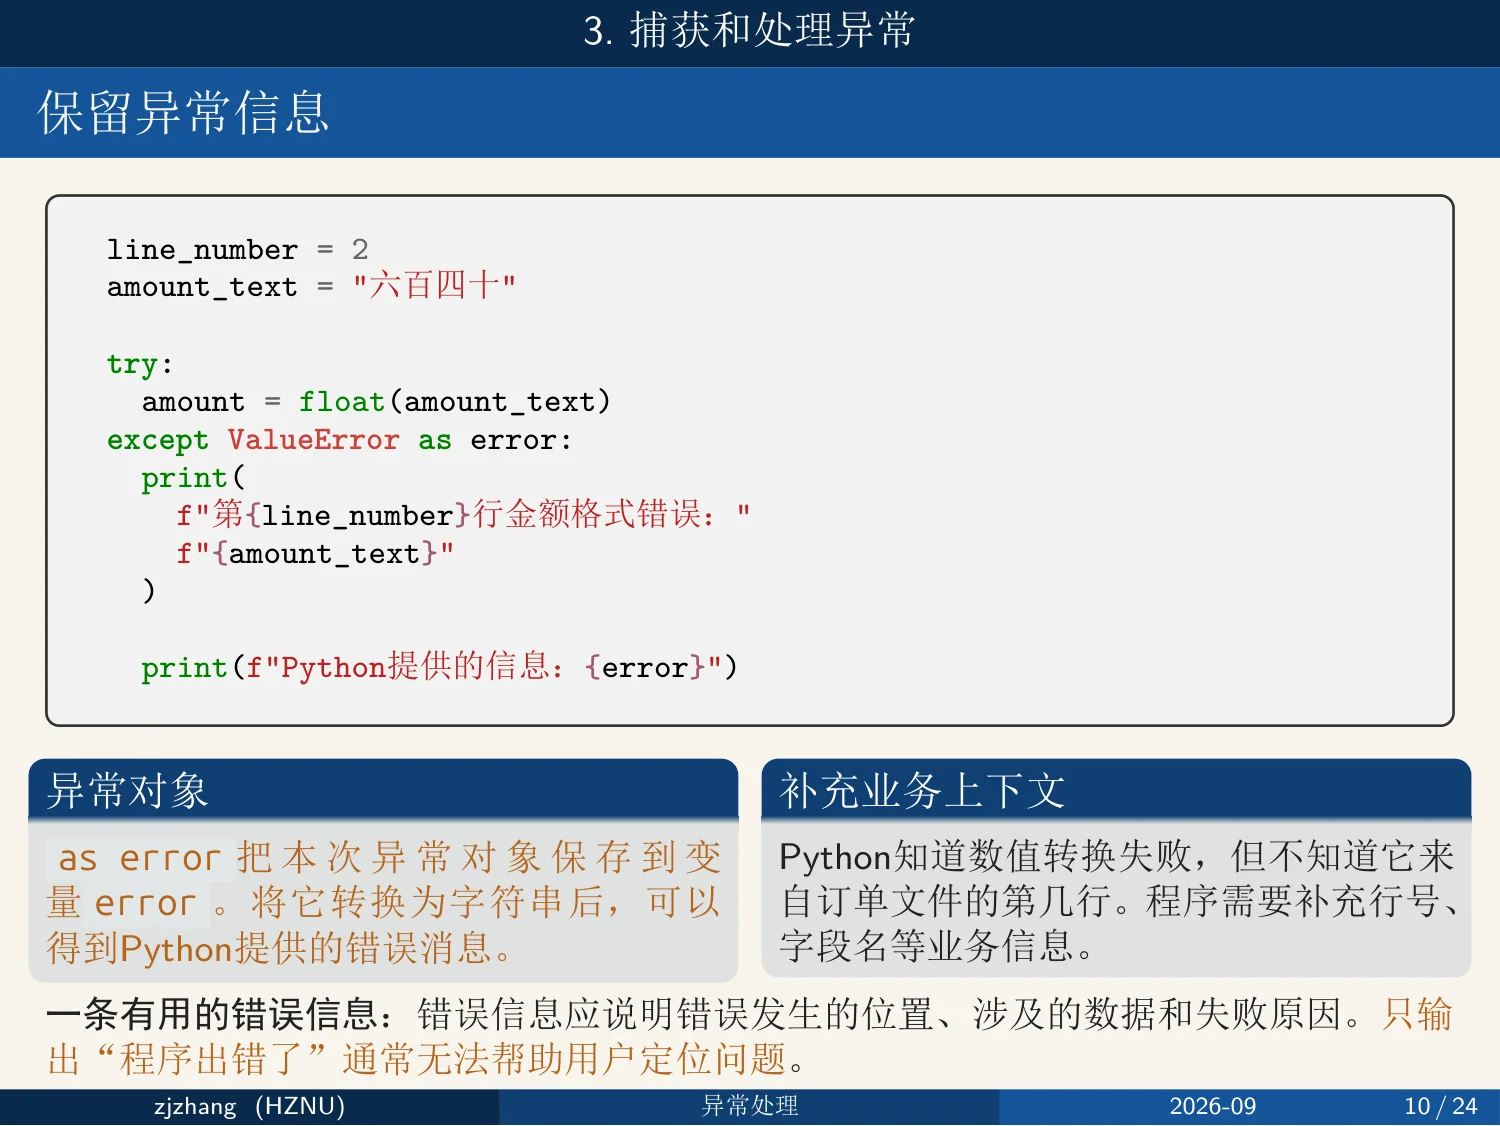 3. 捕获和处理异常
保留异常信息
line_number = 2
amount_text = "六百四十"
try:
  amount = float(amount_text)
except ValueError as error:
  print(
    f"第{line_number}行金额格式错误："
    f"{amount_text}"
  )
  print(f"Python提供的信息：{error}")
异常对象
as error 把本次异常对象保存到变
量 error 。将它转换为字符串后，可以
得到Python提供的错误消息。
补充业务上下文
Python知道数值转换失败，但不知道它来
自订单文件的第几行。程序需要补充行号、
字段名等业务信息。
一条有用的错误信息：错误信息应说明错误发生的位置、涉及的数据和失败原因。只输
出“程序出错了”通常无法帮助用户定位问题。
zjzhang (HZNU)
异常处理
2026-09
10 / 24